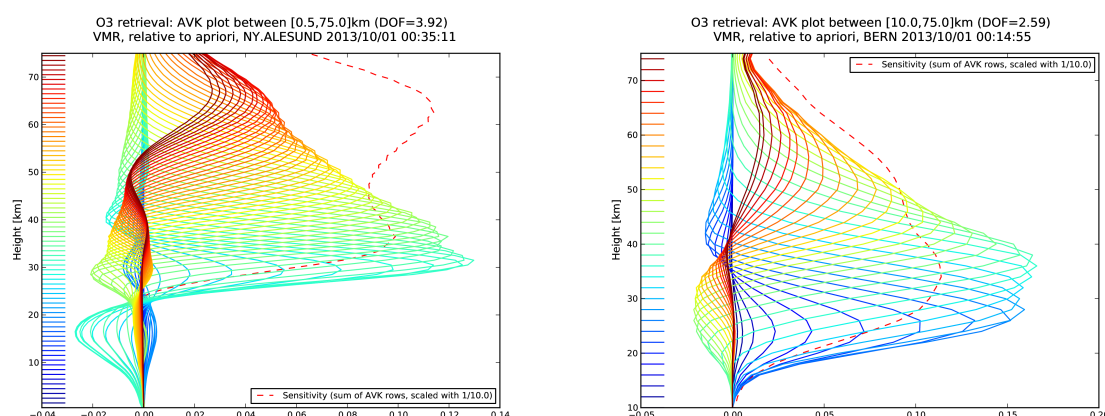 O3 retrieval: AVK plot between [0.5,75.0]km (DOF=3.92)
VMR, relative to apriori, NY.ALESUND 2013/10/01 00:35:11
Height [km]
70
60
50
40
30
20
10
Sensitivity (sum of AVK rows, scaled with 1/10.0)
−0.04 −0.02 0.00 0.02 0.04 0.06 0.08 0.10 0.12 0.14
O3 retrieval: AVK plot between [10.0,75.0]km (DOF=2.59)
VMR, relative to apriori, BERN 2013/10/01 00:14:55
Sensitivity (sum of AVK rows, scaled with 1/10.0)
Height [km]
70
60
50
40
30
20
10
−0.05 0.00 0.05 0.10 0.15 0.20